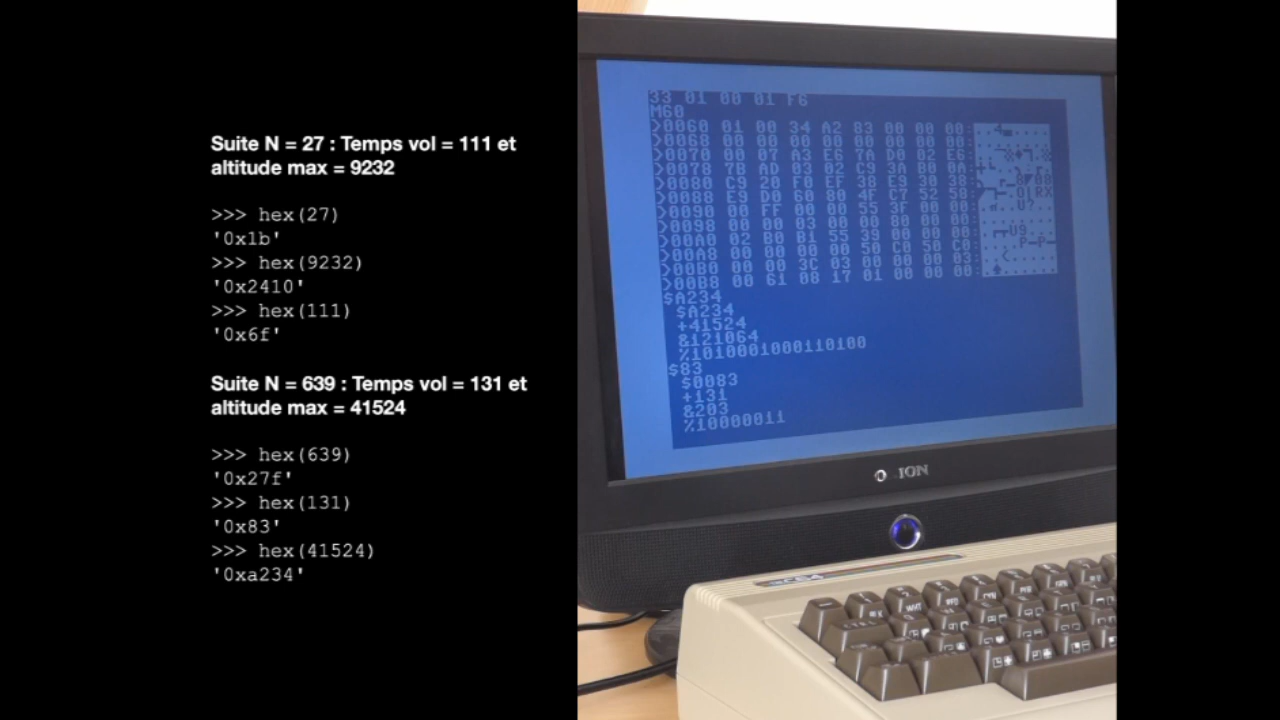 Suite N = 27 : Temps vol = 111 et
altitude max = 9232
>>> hex(27)
'0x1b'
>>> hex(9232)
'0x2410'
>>> hex(111)
'0x6f'
Suite N = 639 : Temps vol = 131 et
altitude max = 41524
>>> hex(639)
'0x27f'
>>> hex(131)
'0x83'
>>> hex(41524)
'0xa234'
33 01 00 01 F6
M60
>0060 01 00 34 A2 83 00 00 00:
>0068 00 00 00 00 00 00 00 00:
>0070 00 07 A3 E6 7A D0 02 E6:
>0078 7B AD 03 02 C9 3A B0 0A:
>0080 C9 20 F0 EF 38 E9 30 38:
>0088 E9 D0 60 80 4F C7 52 58:
>0090 00 FF 00 00 55 3F 00 00:
>0098 00 00 03 00 00 80 00 00:
>00A0 02 B0 B1 55 39 00 00 00:
>00A8 00 00 00 00 50 C0 50 C0:
>00B0 00 00 3C 03 00 00 00 03:
>00B8 00 61 08 17 01 00 00 00:
$A234
$A234
+41524
&121064
%1010001000110100
$83
$0083
+131
&203
%10000011
ION
C64